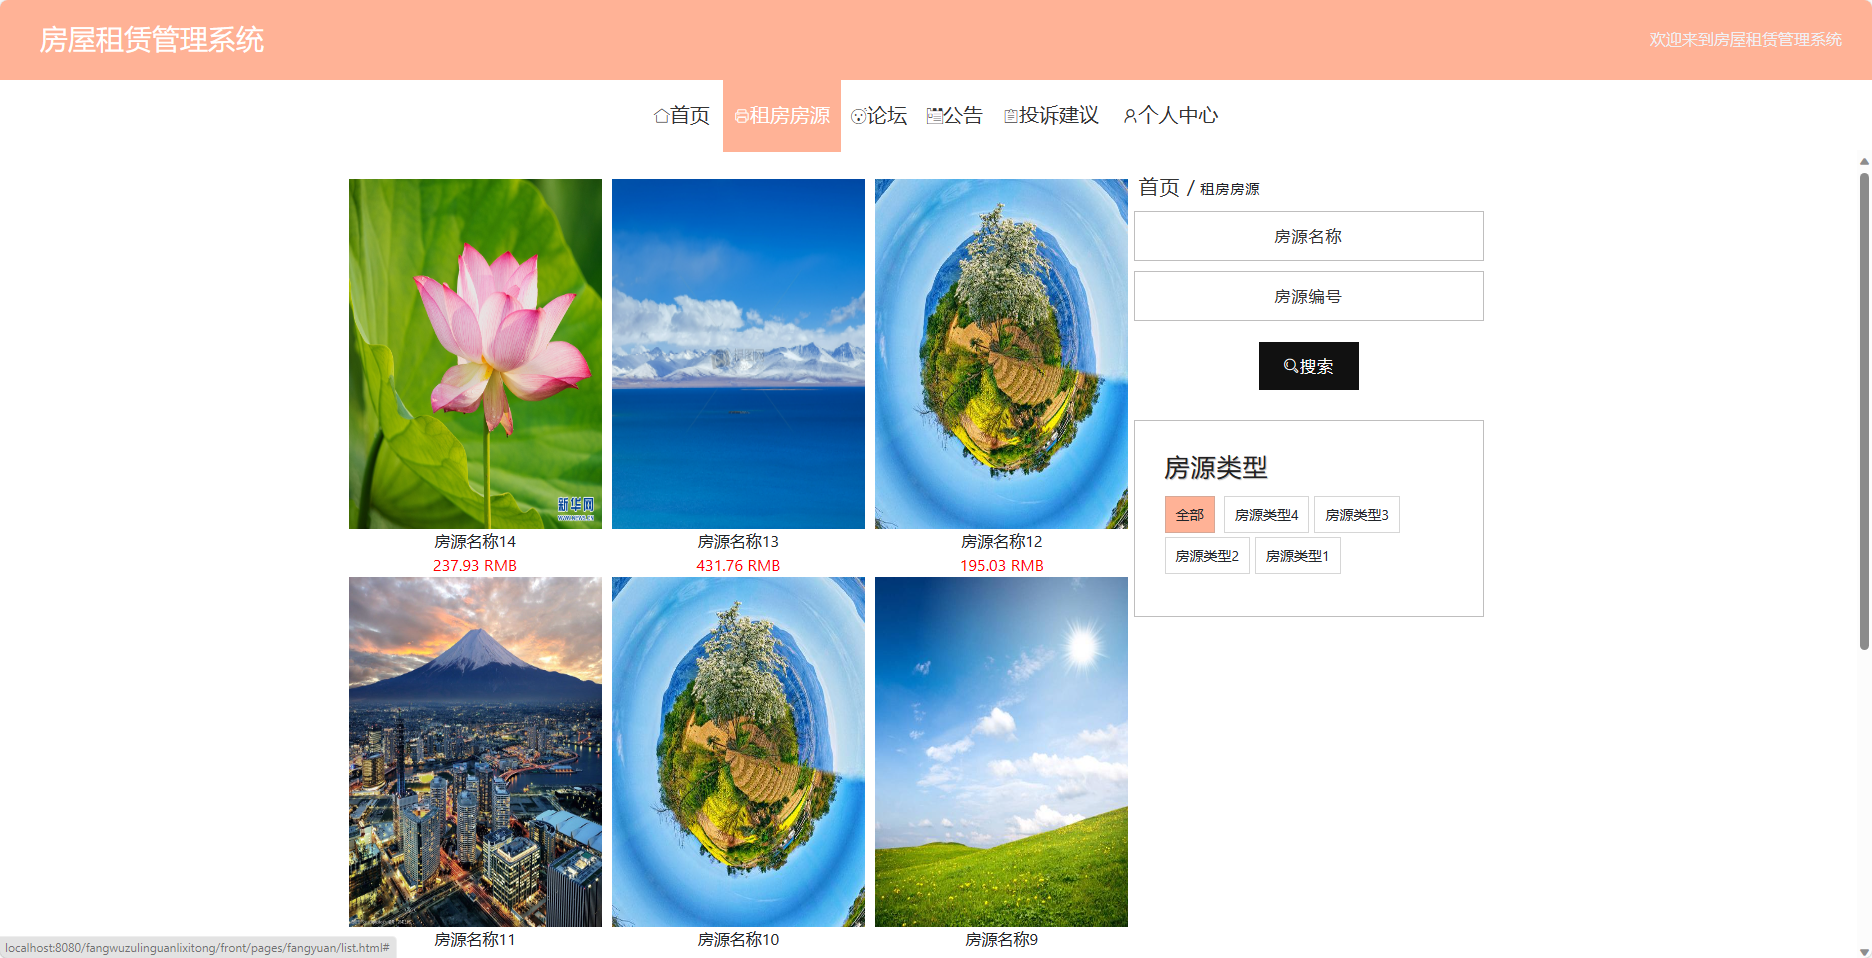 房屋租赁管理系统
欢迎来到房屋租赁管理系统
首页
租房房源
论坛
公告
投诉建议
个人中心
首页 / 租房房源
房源名称
房源编号
搜索
房源类型
全部
房源类型4
房源类型3
房源类型2
房源类型1
新华网
WWW.NEWS.CN
房源名称14
237.93 RMB
房源名称13
431.76 RMB
房源名称12
195.03 RMB
房源名称11
房源名称10
房源名称9
localhost:8080/fangwuzulinguanlixitong/front/pages/fangyuan/list.html#